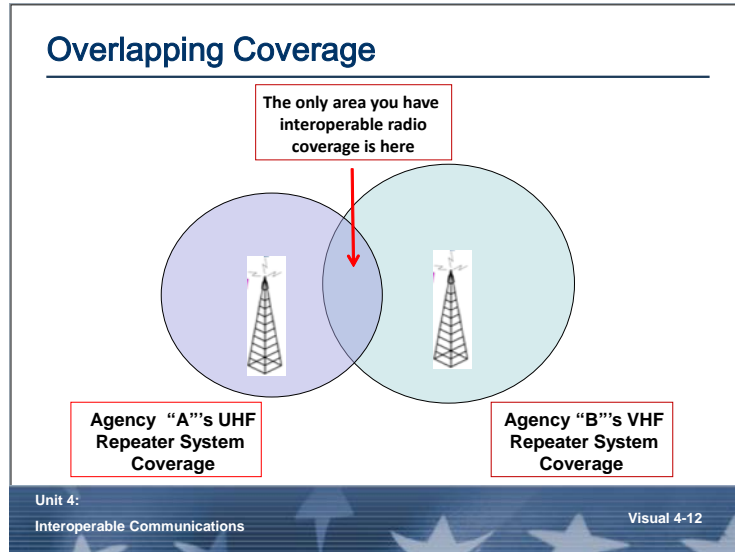 Overlapping Coverage
The only area you have
interoperable radio
coverage is here
Agency “A”’s UHF
Repeater System
Coverage
Agency “B”’s VHF
Repeater System
Coverage
Unit 4:
Interoperable Communications
Visual 4-12